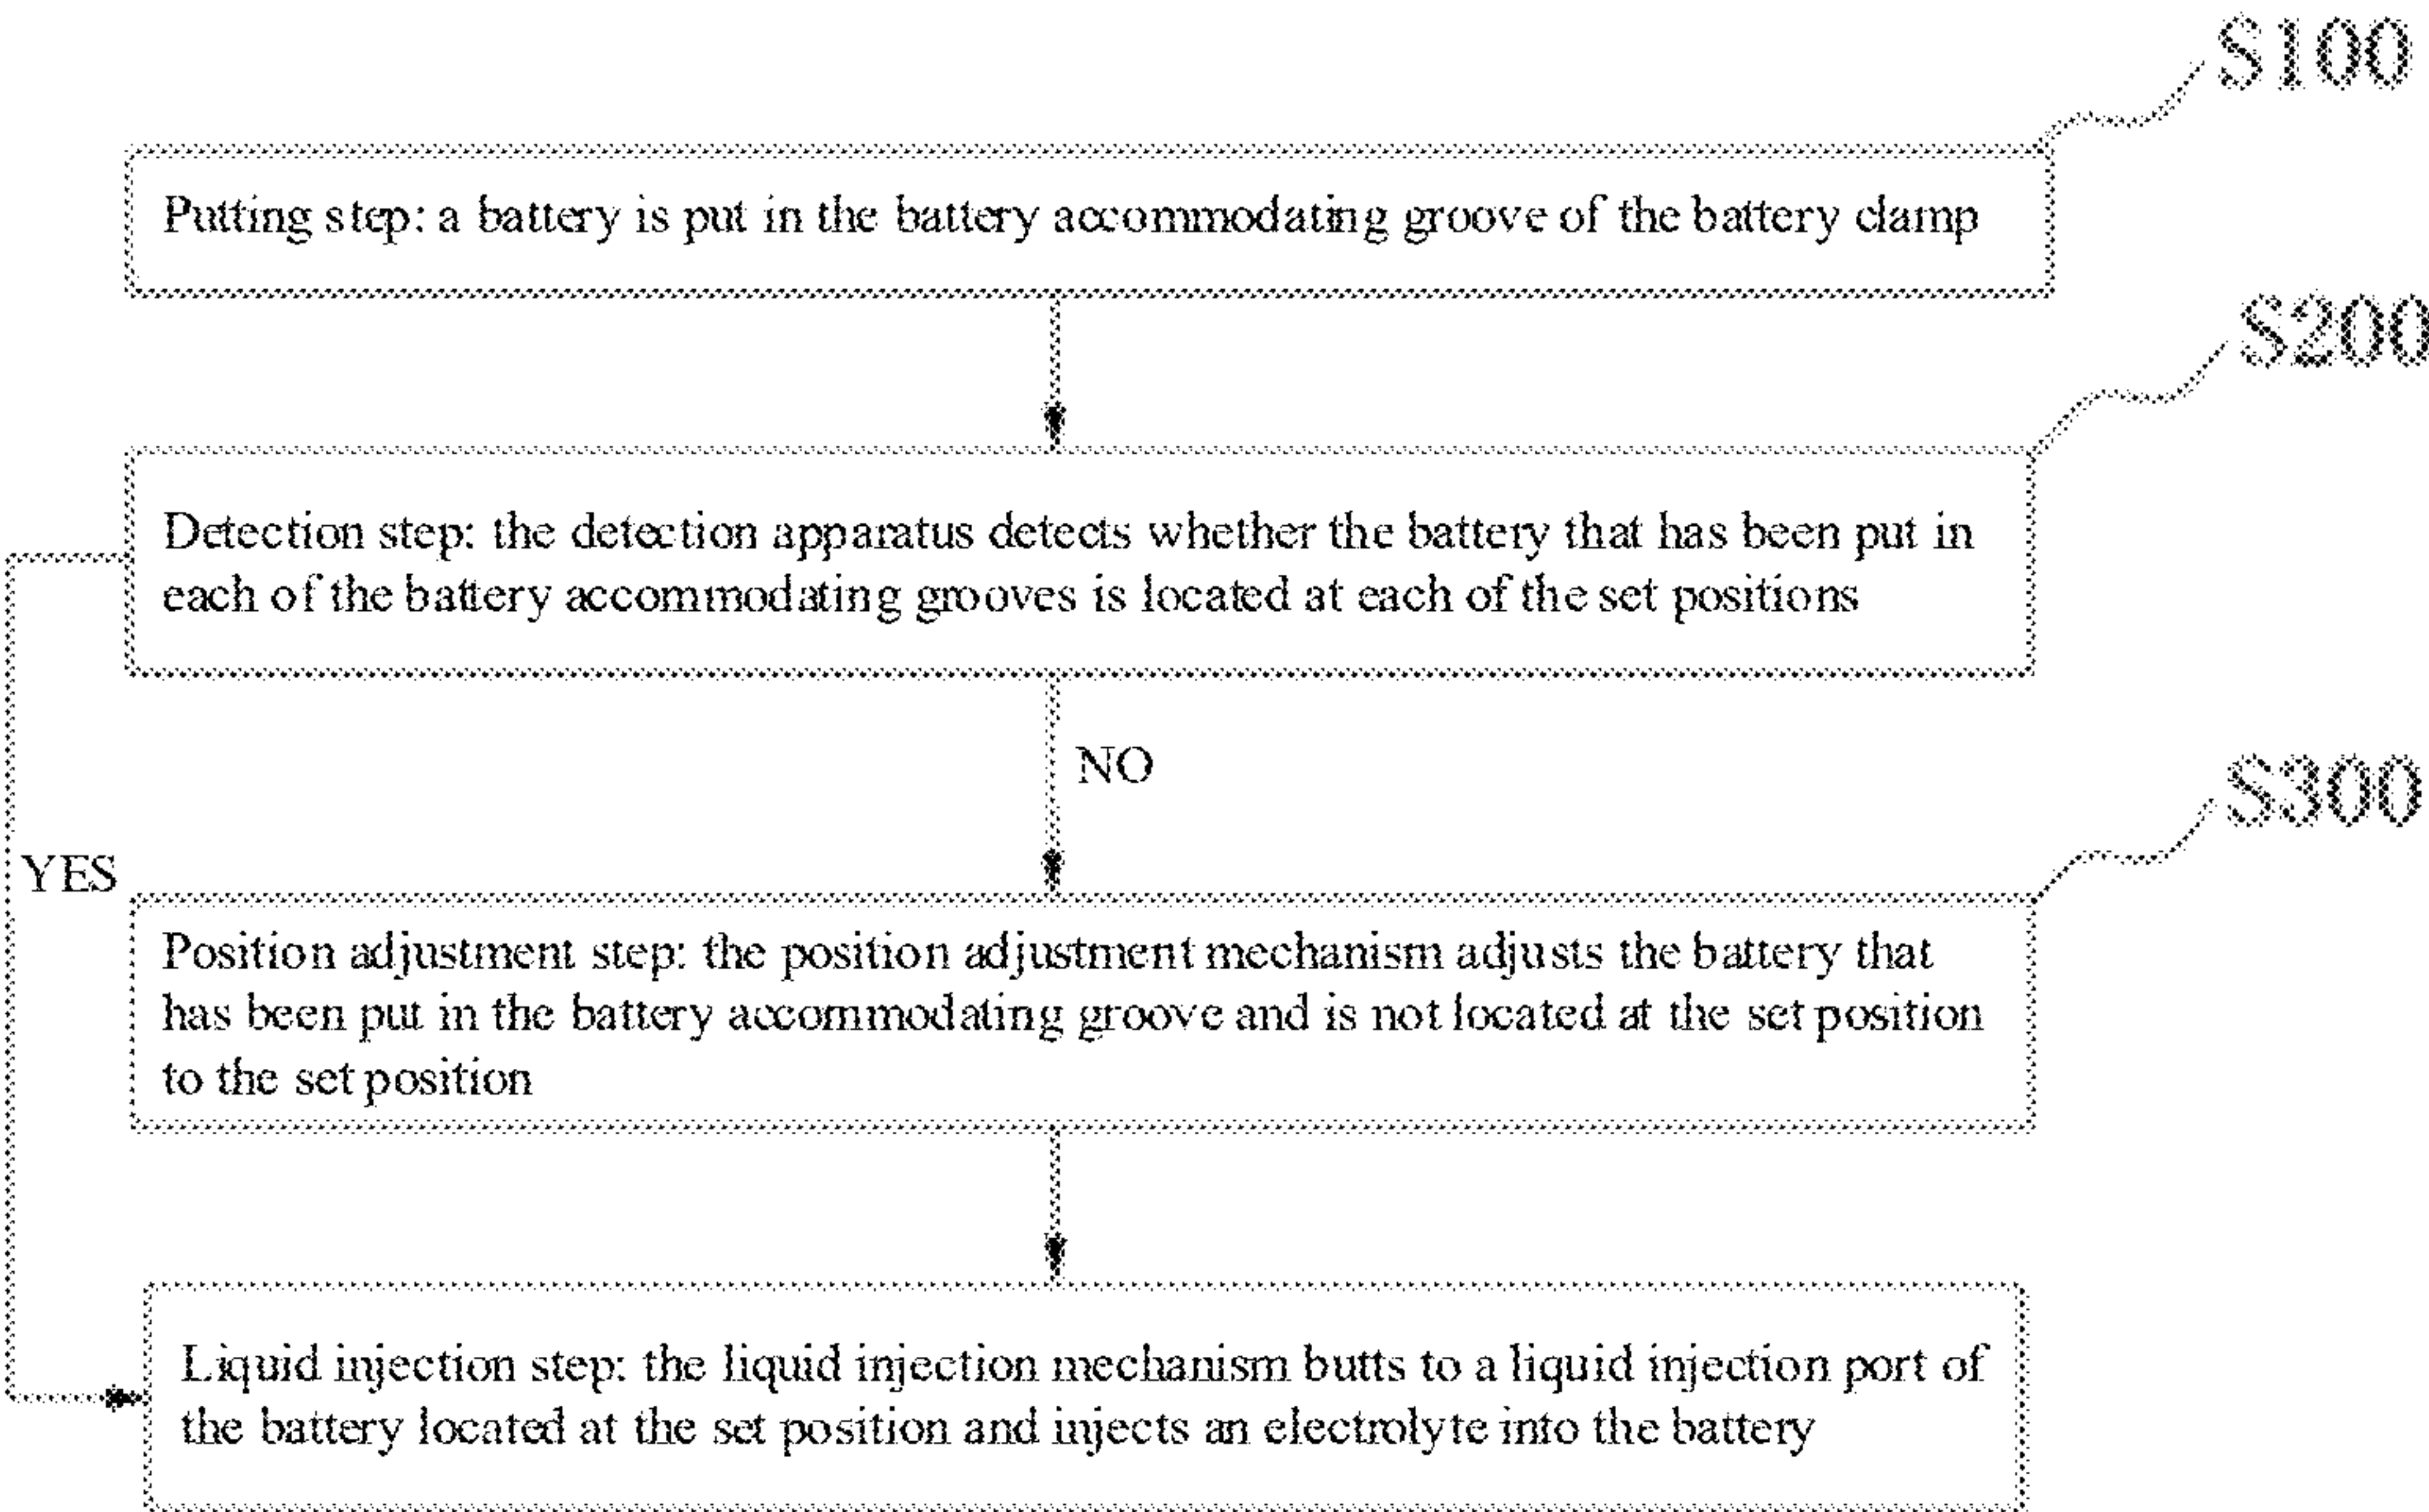 S100
Putting step: a battery is put in the battery accommodating groove of the battery clamp
S200
Detection step: the detection apparatus detects whether the battery that has been put in
each of the battery accommodating grooves is located at each of the set positions
NO
S300
YES
Position adjustment step: the position adjustment mechanism adjusts the battery that
has been put in the battery accommodating groove and is not located at the set position
to the set position
Liquid injection step: the liquid injection mechanism butts to a liquid injection port of
the battery located at the set position and injects an electrolyte into the battery